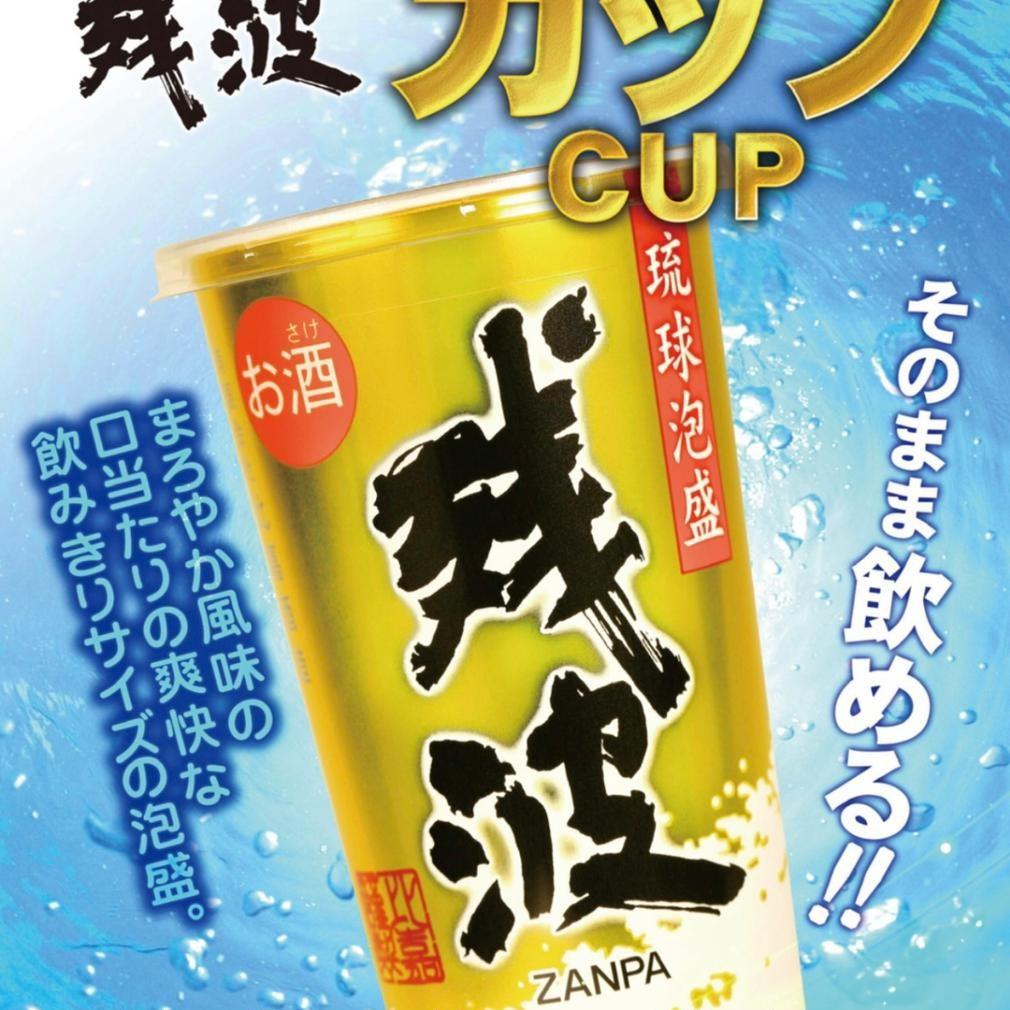 残波
カップ
CUP
琉球泡盛
さけ
お酒
残波
ZANPA
そのまま飲める!!
まろやか風味の
口当たりの爽快な
飲みきりサイズの泡盛。